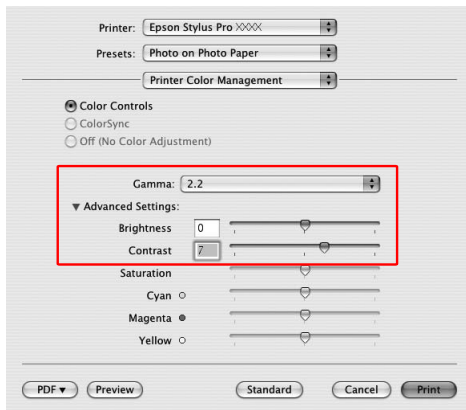 Printer: Epson Stylus Pro XXXX
Presets: Photo on Photo Paper
Printer Color Management
Color Controls
ColorSync
Off (No Color Adjustment)
Gamma: 2.2
▼ Advanced Settings:
Brightness 0
Contrast 7
Saturation
Cyan
Magenta
Yellow
PDF ▼ Preview Standard Cancel Print